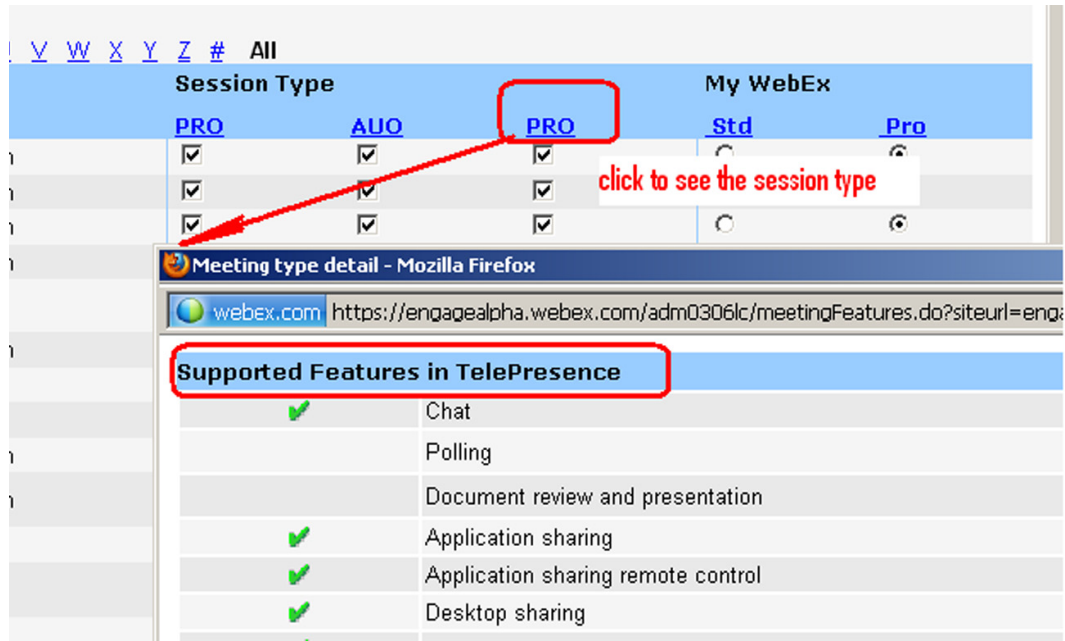 V W X Y Z # All
Session Type My WebEx
PRO AUO PRO Std Pro
click to see the session type
Meeting type detail - Mozilla Firefox
webex.com https://engagealpha.webex.com/adm0306lc/meetingFeatures.do?siteurl=enga
Supported Features in TelePresence
Chat
Polling
Document review and presentation
Application sharing
Application sharing remote control
Desktop sharing